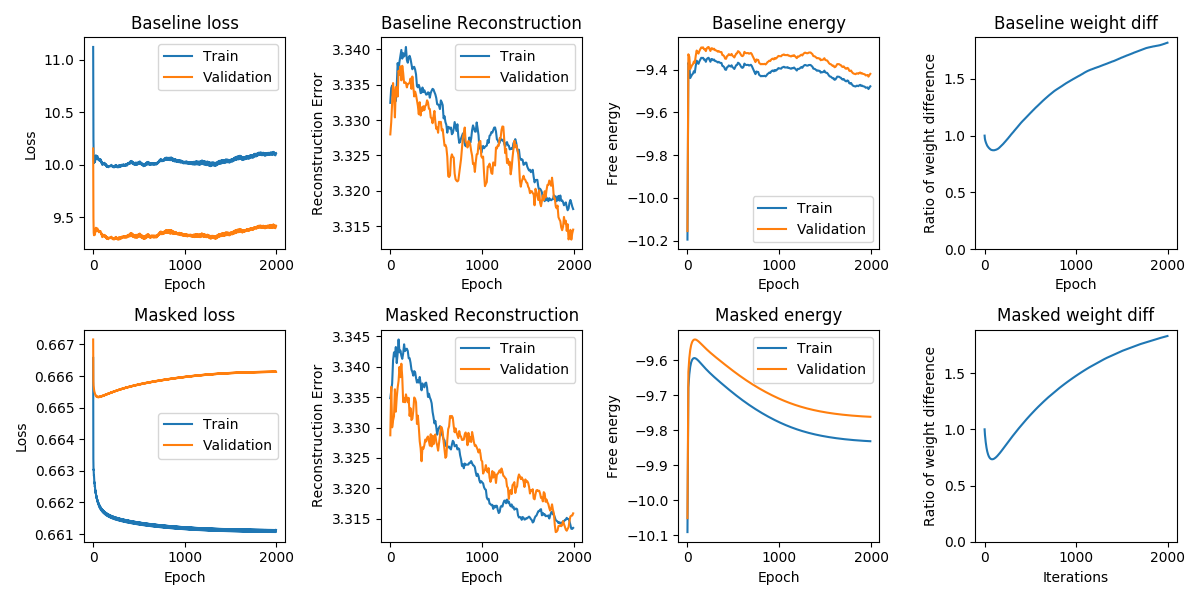 Baseline loss
11.0
10.5
10.0
9.5
Loss
Train
Validation
0
1000
2000
Epoch
Baseline Reconstruction
3.340
3.335
3.330
3.325
3.320
3.315
Reconstruction Error
Train
Validation
0
1000
2000
Epoch
Baseline energy
−9.4
−9.6
−9.8
−10.0
−10.2
Free energy
Train
Validation
0
1000
2000
Epoch
Baseline weight diff
1.5
1.0
0.5
0.0
Ratio of weight difference
0
1000
2000
Epoch
Masked loss
0.667
0.666
0.665
0.664
0.663
0.662
0.661
Loss
Train
Validation
0
1000
2000
Epoch
Masked Reconstruction
3.345
3.340
3.335
3.330
3.325
3.320
3.315
Reconstruction Error
Train
Validation
0
1000
2000
Epoch
Masked energy
−9.6
−9.7
−9.8
−9.9
−10.0
−10.1
Free energy
Train
Validation
0
1000
2000
Epoch
Masked weight diff
1.5
1.0
0.5
0.0
Ratio of weight difference
0
1000
2000
Iterations